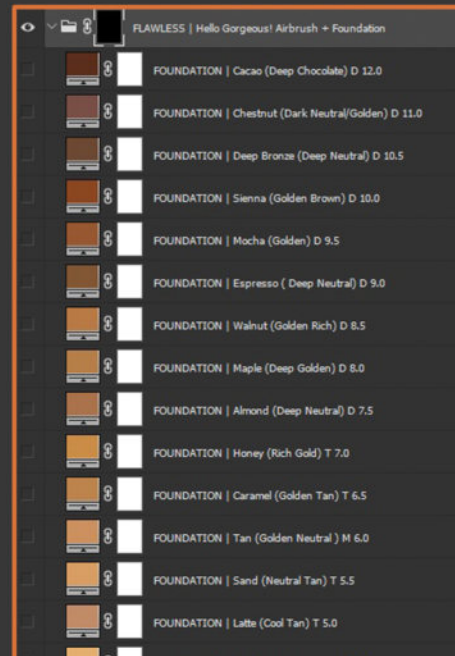 FLAWLESS | Hello Gorgeous! Airbrush + Foundation
FOUNDATION | Cacao (Deep Chocolate) D 12.0
FOUNDATION | Chestnut (Dark Neutral/Golden) D 11.0
FOUNDATION | Deep Bronze (Deep Neutral) D 10.5
FOUNDATION | Sienna (Golden Brown) D 10.0
FOUNDATION | Mocha (Golden) D 9.5
FOUNDATION | Espresso ( Deep Neutral) D 9.0
FOUNDATION | Walnut (Golden Rich) D 8.5
FOUNDATION | Maple (Deep Golden) D 8.0
FOUNDATION | Almond (Deep Neutral) D 7.5
FOUNDATION | Honey (Rich Gold) T 7.0
FOUNDATION | Caramel (Golden Tan) T 6.5
FOUNDATION | Tan (Golden Neutral ) M 6.0
FOUNDATION | Sand (Neutral Tan) T 5.5
FOUNDATION | Latte (Cool Tan) T 5.0